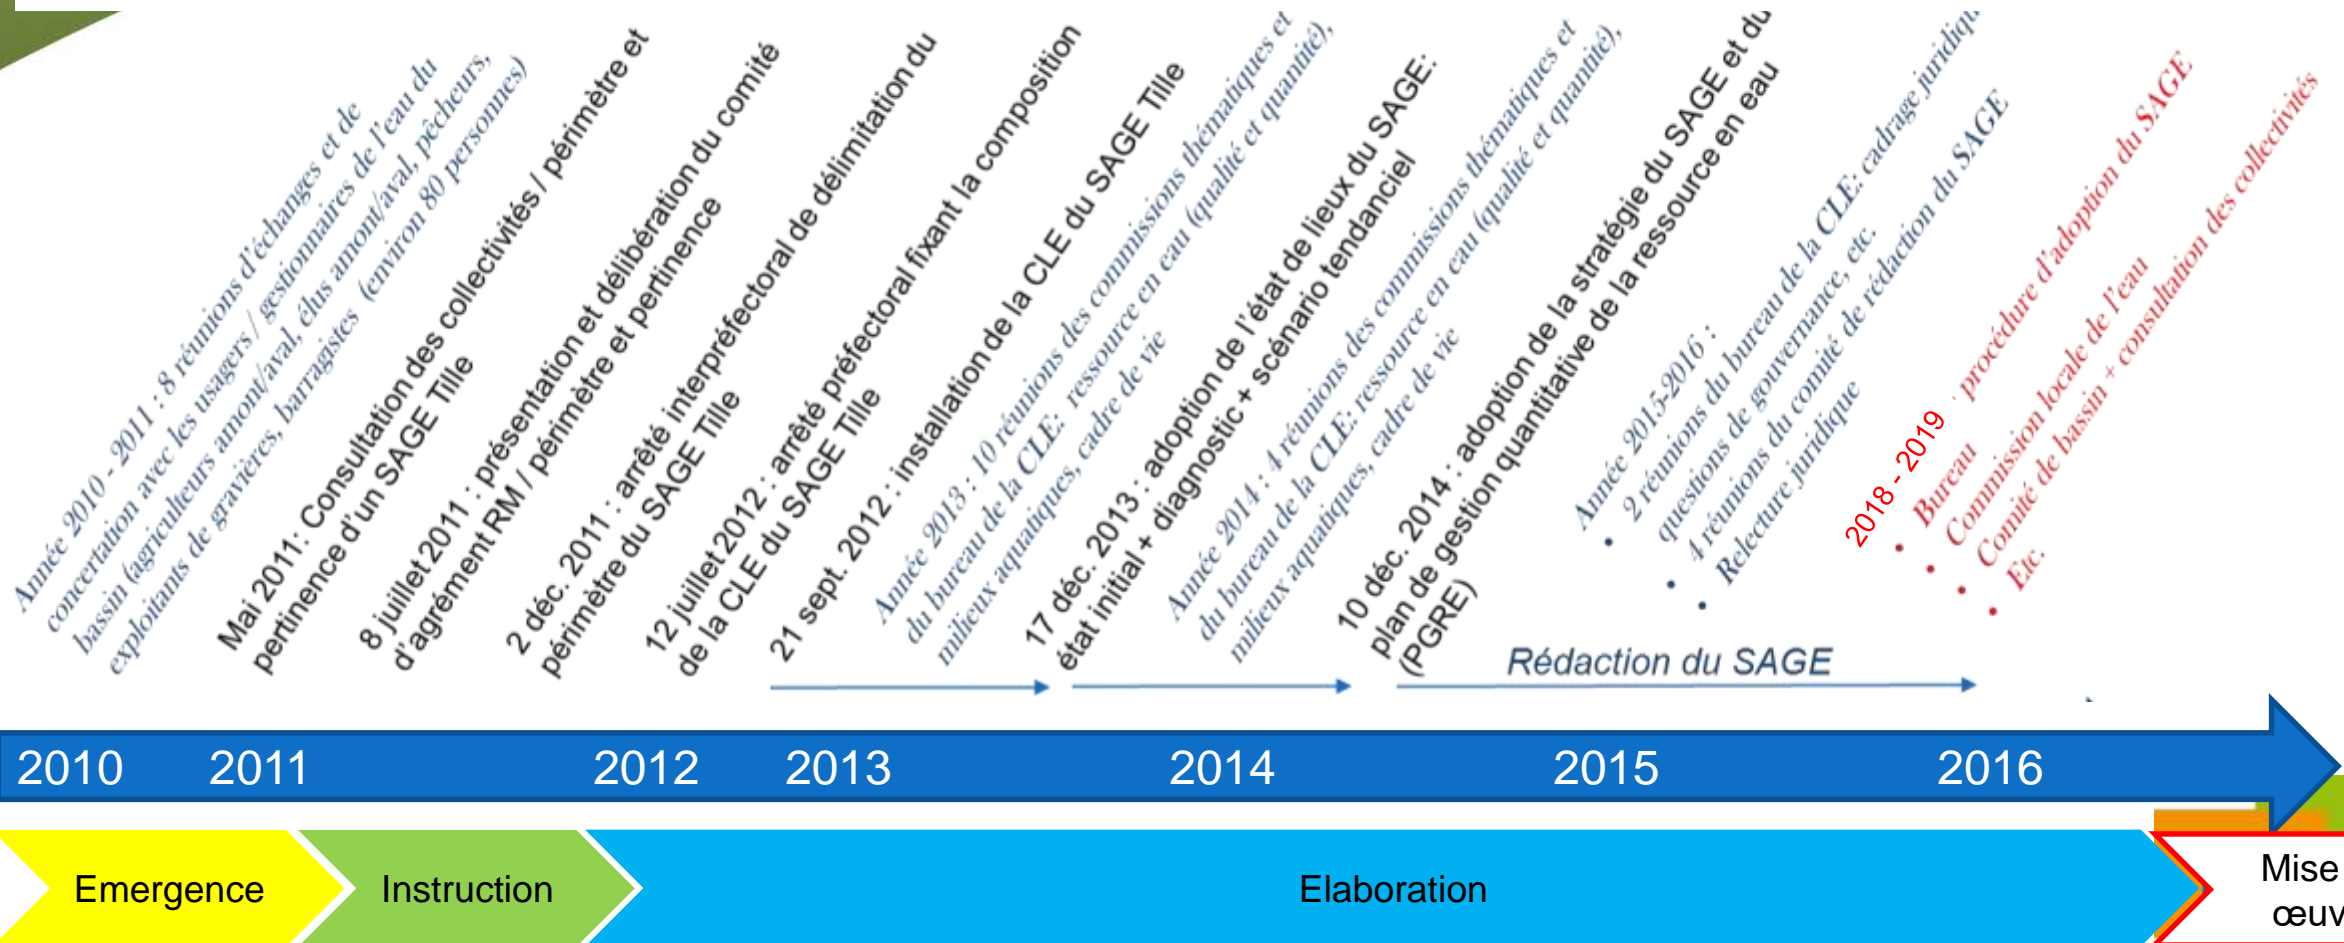 Année 2010 - 2011 : 8 réunions d'échanges et de
concertation avec les usagers / gestionnaires de l'eau du
bassin (agriculteurs amont/aval, élus amont/aval, pêcheurs,
exploitants de gravières, barragistes (environ 80 personnes)
Mai 2011: Consultation des collectivités / périmètre et
pertinence d'un SAGE Tille
8 juillet 2011 : présentation et délibération du comité
d'agrément RM / périmètre et pertinence
2 déc. 2011 : arrêté interpréfectoral de délimitation du
périmètre du SAGE Tille
12 juillet 2012 : arrêté préfectoral fixant la composition
de la CLE du SAGE Tille
21 sept. 2012 : installation de la CLE du SAGE Tille
Année 2013 : 10 réunions des commissions thématiques et
du bureau de la CLE: ressource en eau (qualité et quantité),
milieux aquatiques, cadre de vie
17 déc. 2013 : adoption de l'état de lieux du SAGE:
état initial + diagnostic + scénario tendanciel
Année 2014 : 4 réunions des commissions thématiques et
du bureau de la CLE: ressource en eau (qualité et quantité),
milieux aquatiques, cadre de vie
10 déc. 2014 : adoption de la stratégie du SAGE et du
plan de gestion quantitative de la ressource en eau
(PGRE)
Année 2015-2016 :
• 2 réunions du bureau de la CLE: cadrage juridiqu
questions de gouvernance, etc.
• 4 réunions du comité de rédaction du SAGE
• Relecture juridique
2018 - 2019 : procédure d'adoption du SAGE
• Bureau
• Commission locale de l'eau
• Comité de bassin + consultation des collectivités
• Etc.
Rédaction du SAGE
2010 2011 2012 2013 2014 2015 2016
Emergence Instruction Elaboration
Mise
œuv